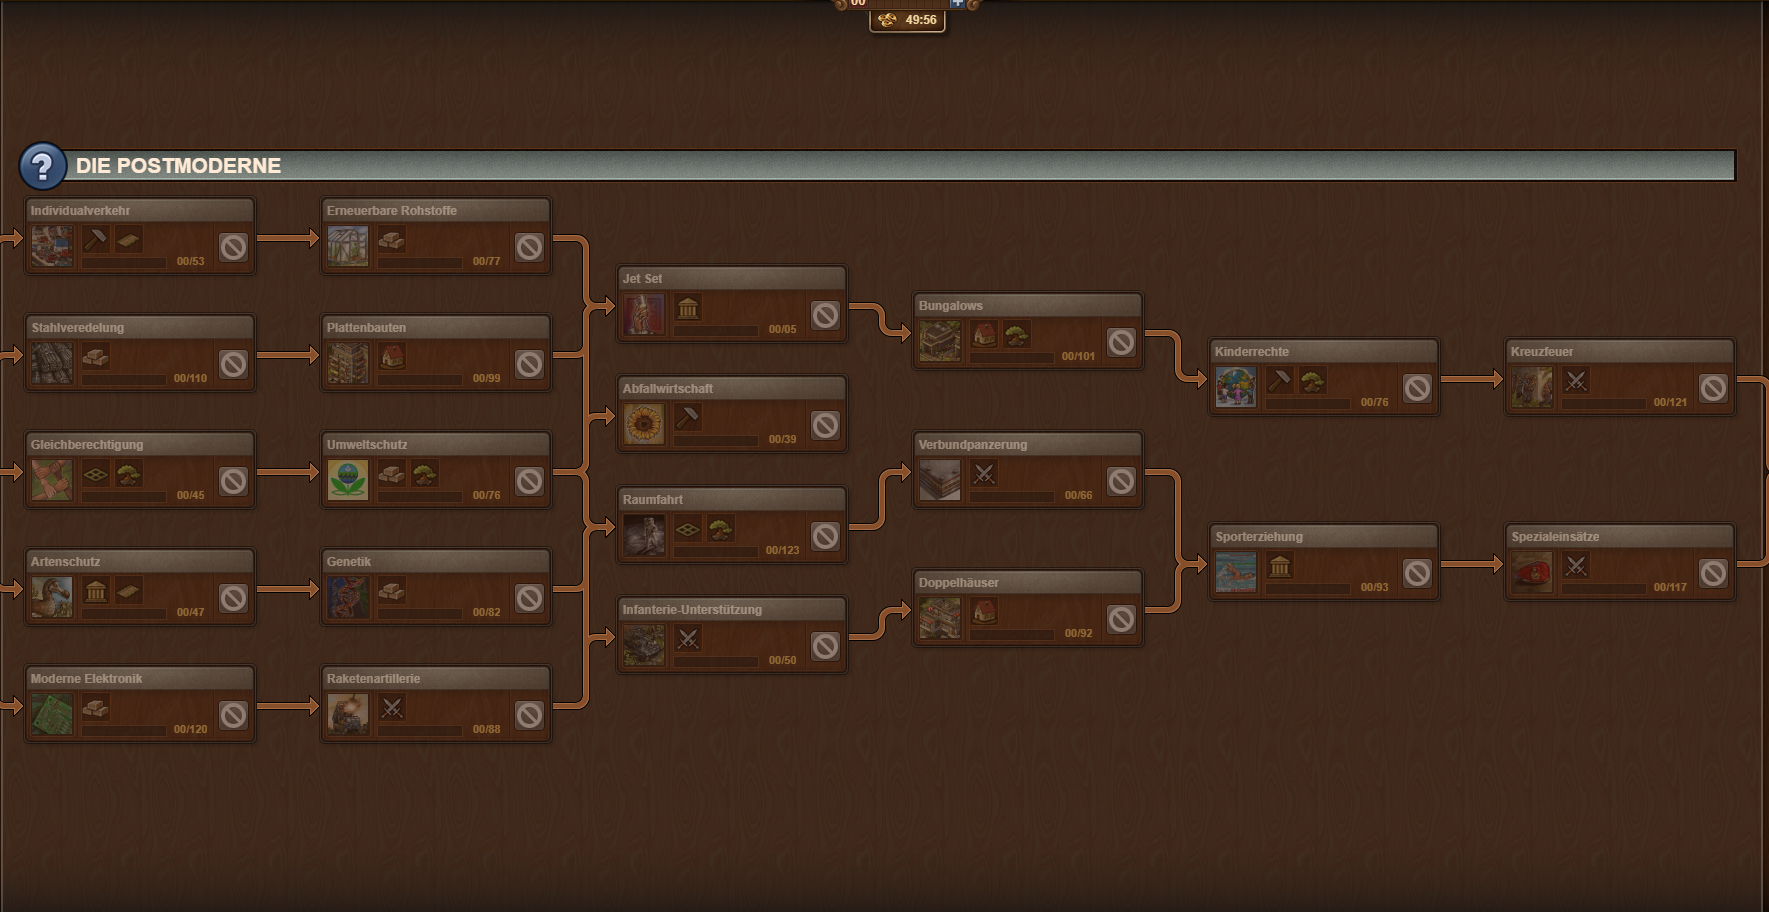 00
49:56
DIE POSTMODERNE
Individualverkehr
00/53
Erneuerbare Rohstoffe
00/77
Stahlveredelung
00/110
Plattenbauten
00/99
Gleichberechtigung
00/45
Umweltschutz
00/76
Artenschutz
00/47
Genetik
00/82
Moderne Elektronik
00/120
Raketenartillerie
00/88
Jet Set
00/05
Abfallwirtschaft
00/39
Raumfahrt
00/123
Infanterie-Unterstützung
00/50
Bungalows
00/101
Verbundpanzerung
00/66
Doppelhäuser
00/92
Kinderrechte
00/76
Sporterziehung
00/93
Kreuzfeuer
00/121
Spezialeinsätze
00/117